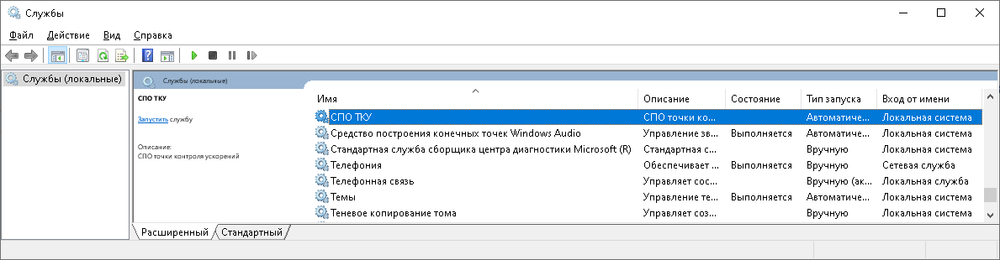 Службы
Файл Действие Вид Справка
Службы (локальные)
Службы (локальные)
СПО ТКУ
Запустить службу
Описание:
СПО точки контроля ускорений
Имя Описание Состояние Тип запуска Вход от имени
СПО ТКУ СПО точки ко... Автоматиче... Локальная система
Средство построения конечных точек Windows Audio Управление зв... Выполняется Автоматиче... Локальная система
Стандартная служба сборщика центра диагностики Microsoft (R) Стандартная с... Вручную Локальная система
Телефония Обеспечивает ... Выполняется Вручную Сетевая служба
Телефонная связь Управляет сос... Вручную (ак... Локальная служба
Темы Управление те... Выполняется Автоматиче... Локальная система
Теневое копирование тома Управляет соз... Вручную Локальная система
Расширенный Стандартный